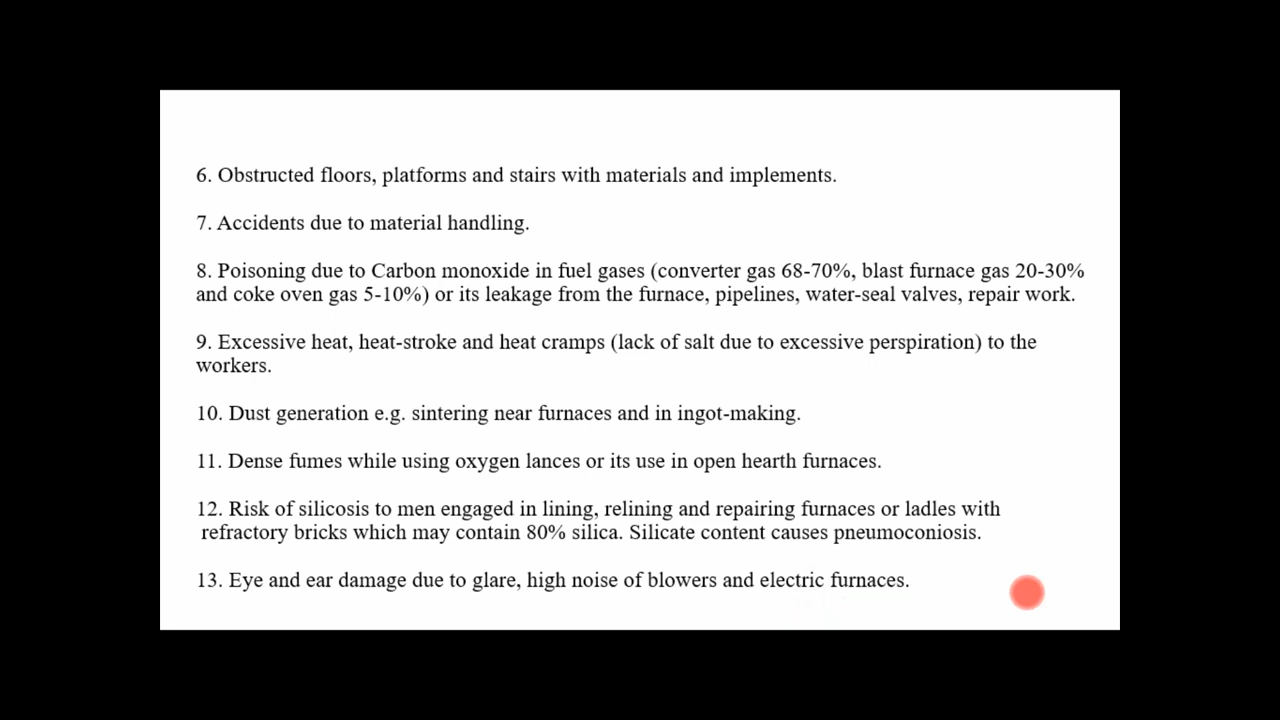 6. Obstructed floors, platforms and stairs with materials and implements.
7. Accidents due to material handling.
8. Poisoning due to Carbon monoxide in fuel gases (converter gas 68-70%, blast furnace gas 20-30%
and coke oven gas 5-10%) or its leakage from the furnace, pipelines, water-seal valves, repair work.
9. Excessive heat, heat-stroke and heat cramps (lack of salt due to excessive perspiration) to the
workers.
10. Dust generation e.g. sintering near furnaces and in ingot-making.
11. Dense fumes while using oxygen lances or its use in open hearth furnaces.
12. Risk of silicosis to men engaged in lining, relining and repairing furnaces or ladles with
refractory bricks which may contain 80% silica. Silicate content causes pneumoconiosis.
13. Eye and ear damage due to glare, high noise of blowers and electric furnaces.